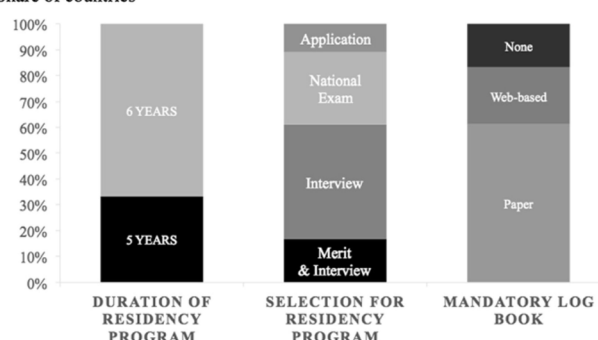 share of countries
100%
90%
80%
70%
60%
50%
40%
30%
20%
10%
0%
6 YEARS
5 YEARS
Application
National
Exam
Interview
Merit
& Interview
None
Web-based
Paper
DURATION OF
RESIDENCY
PROGRAM
SELECTION FOR
RESIDENCY
PROGRAM
MANDATORY LOG
BOOK